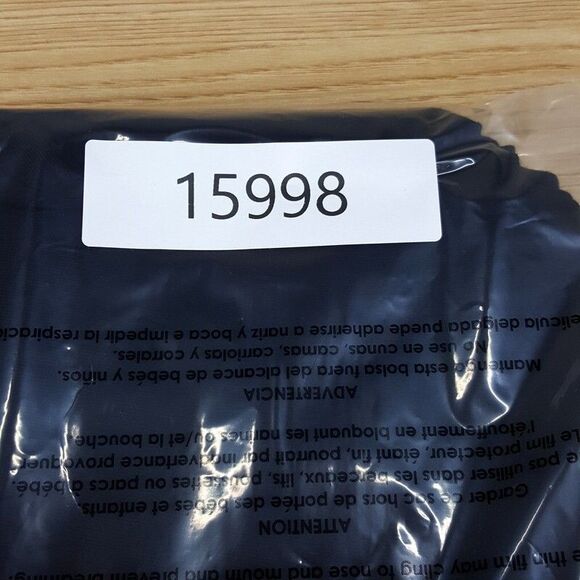 15998
thin film may cling to nose and mouth and prevent
ATTENTION
Garder ce soc hors de portée des bébés et enfants.
pas utiliser dans les berceaux, lits, poussettes ou parcs a bébé.
Le film protecteur, étant fin, pourrait par inadvertance provoquer
l'étouffement en bloquant les narines ou/et la bouche.
ADVERTENCIA
Mantenga esta bolsa fuera del alcance de bebés y niños.
No use en cunas, camas, carriolas y corrales.
película delgada puede adherirse a nariz y boca e impedir la